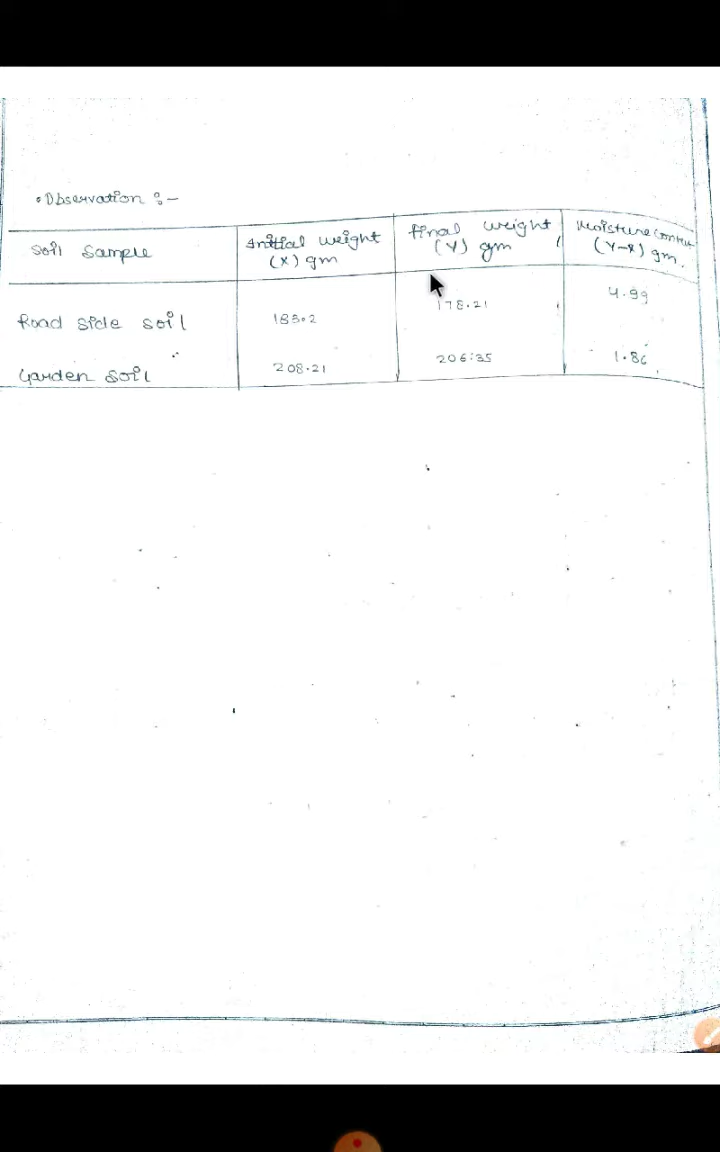 • Observation :-
Soil Sample | Initial weight (X) gm | final weight (Y) gm | Moisture (Y-X) gm.
Road side soil | 183.2 | 178.21 | 4.99
Garden soil | 208.21 | 206.35 | 1.86